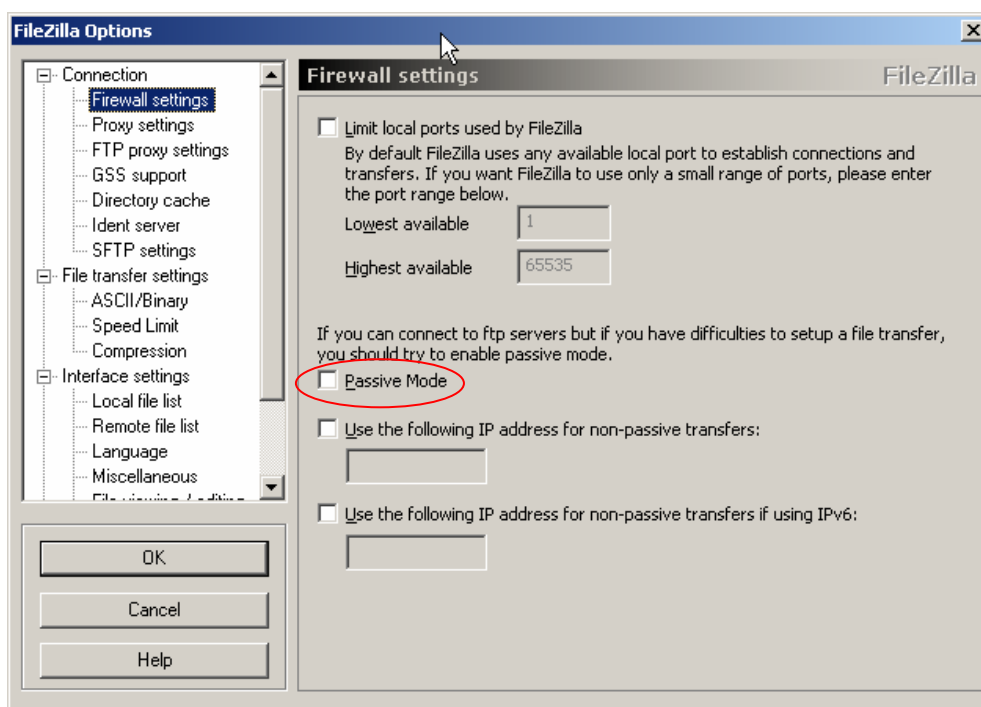 FileZilla Options
Connection
Firewall settings
Proxy settings
FTP proxy settings
GSS support
Directory cache
Ident server
SFTP settings
File transfer settings
ASCII/Binary
Speed Limit
Compression
Interface settings
Local file list
Remote file list
Language
Miscellaneous
File viewing / editing
OK
Cancel
Help
Firewall settings
FileZilla
Limit local ports used by FileZilla
By default FileZilla uses any available local port to establish connections and
transfers. If you want FileZilla to use only a small range of ports, please enter
the port range below.
Lowest available 1
Highest available 65535
If you can connect to ftp servers but if you have difficulties to setup a file transfer,
you should try to enable passive mode.
Passive Mode
Use the following IP address for non-passive transfers:
Use the following IP address for non-passive transfers if using IPv6: